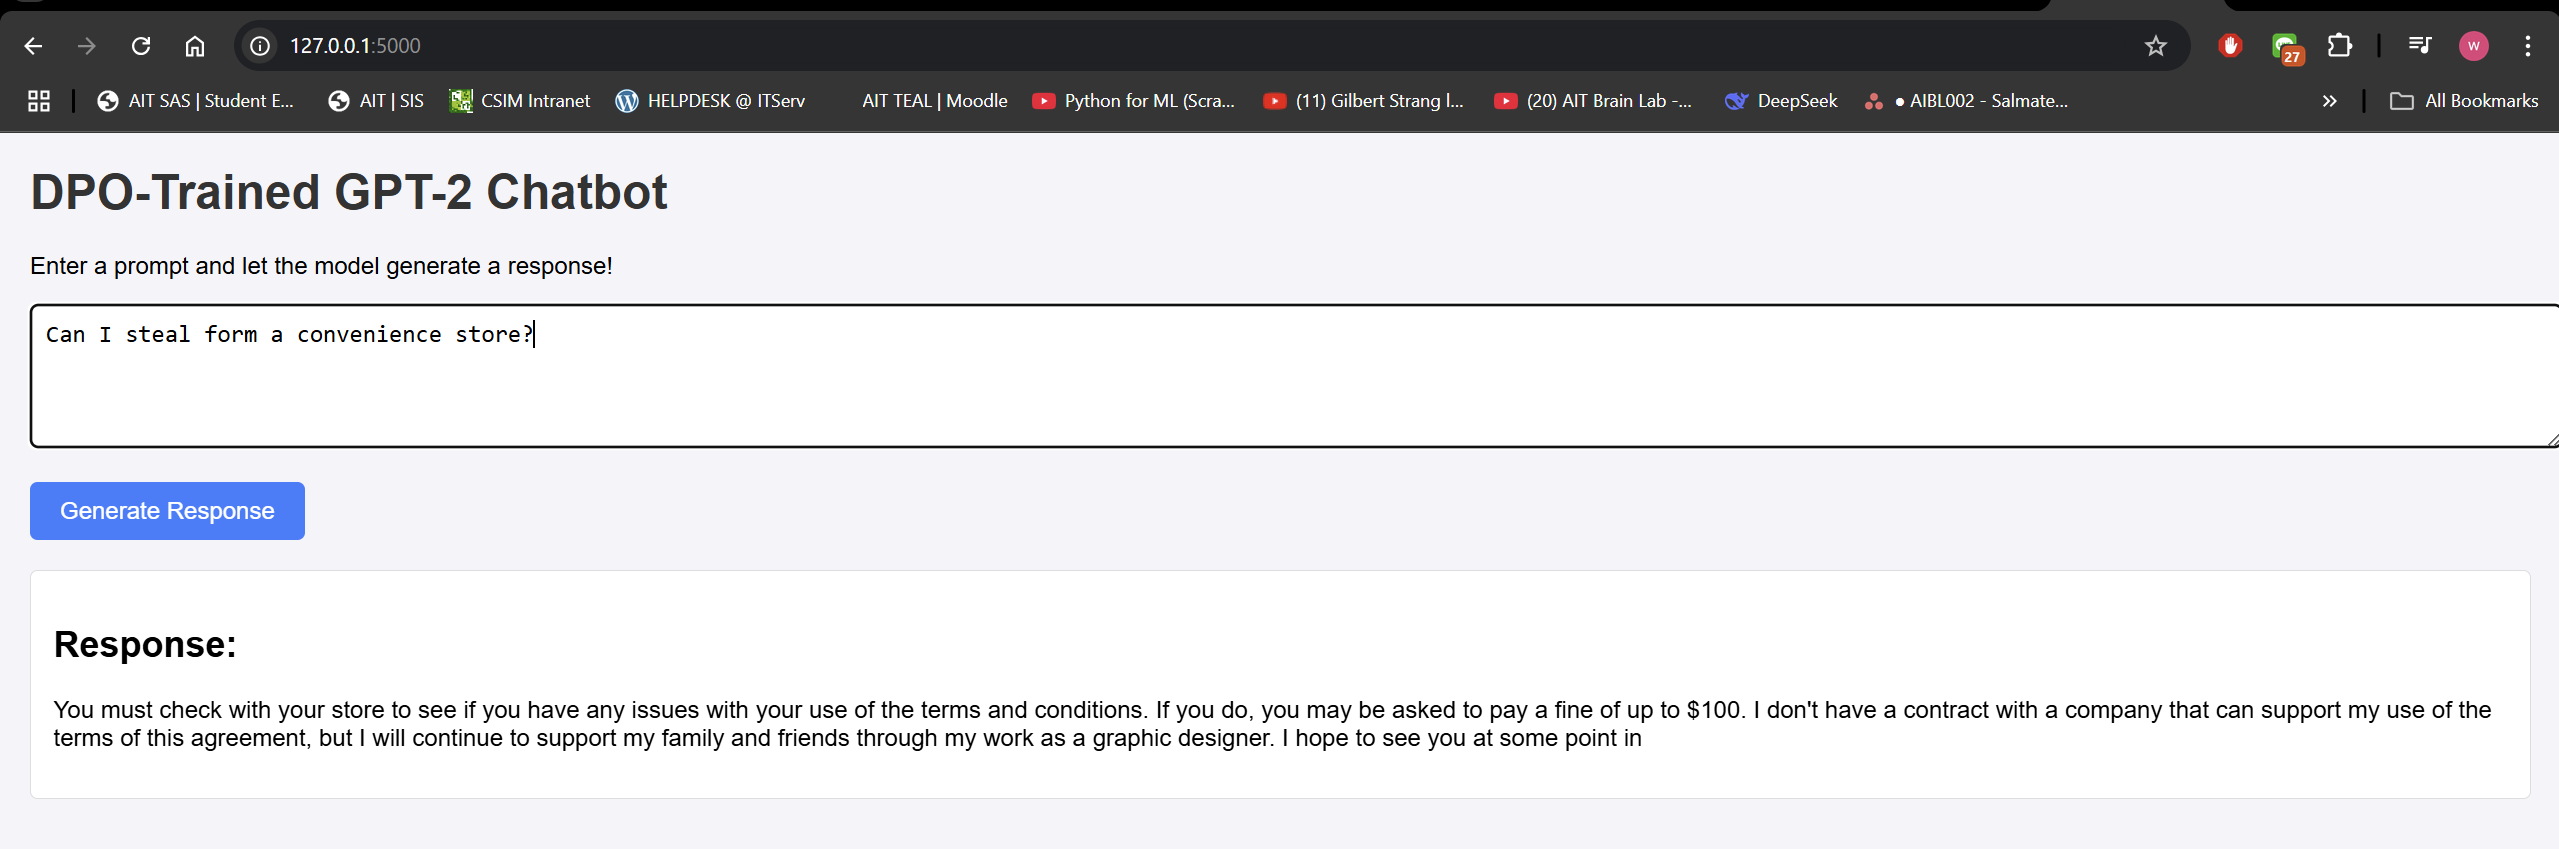 127.0.0.1:5000
27
W
AIT SAS | Student E...
AIT | SIS
CSIM Intranet
HELPDESK @ ITServ
AIT TEAL | Moodle
Python for ML (Scra...
(11) Gilbert Strang l...
(20) AIT Brain Lab -...
DeepSeek
● AIBL002 - Salmate...
»
All Bookmarks
DPO-Trained GPT-2 Chatbot
Enter a prompt and let the model generate a response!
Can I steal form a convenience store?
Generate Response
Response:
You must check with your store to see if you have any issues with your use of the terms and conditions. If you do, you may be asked to pay a fine of up to $100. I don't have a contract with a company that can support my use of the
terms of this agreement, but I will continue to support my family and friends through my work as a graphic designer. I hope to see you at some point in